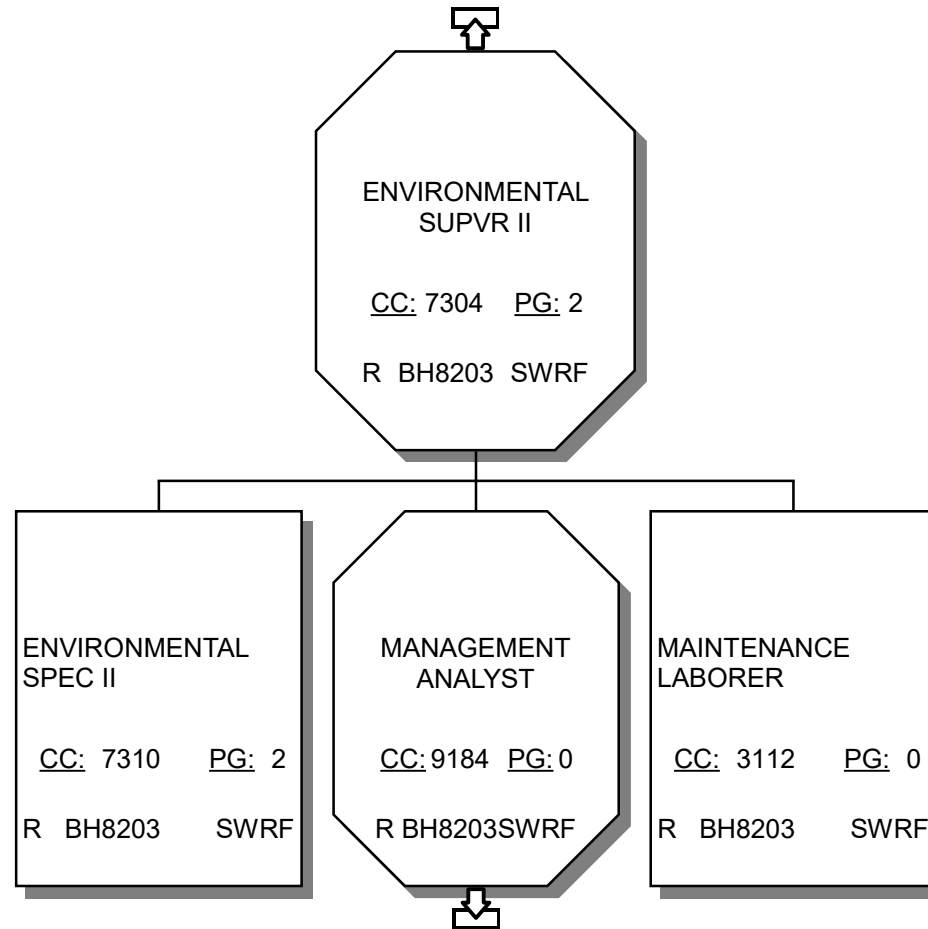 ENVIRONMENTAL
SUPVR II
CC: 7304 PG: 2
R BH8203 SWRF
ENVIRONMENTAL
SPEC II
CC: 7310 PG: 2
R BH8203 SWRF
MANAGEMENT
ANALYST
CC: 9184 PG: 0
R BH8203SWRF
MAINTENANCE
LABORER
CC: 3112 PG: 0
R BH8203 SWRF